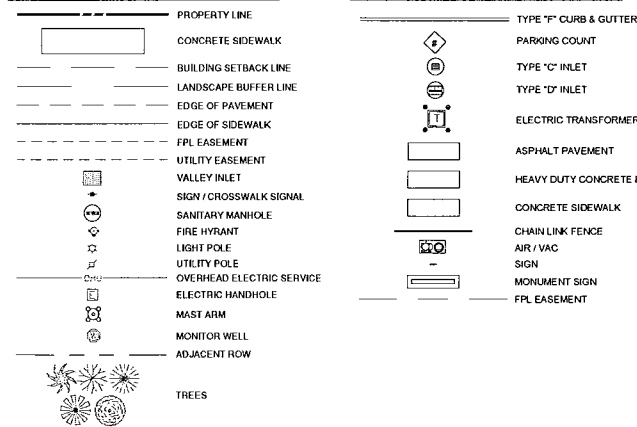 PROPERTY LINE
CONCRETE SIDEWALK
BUILDING SETBACK LINE
LANDSCAPE BUFFER LINE
EDGE OF PAVEMENT
EDGE OF SIDEWALK
FPL EASEMENT
UTILITY EASEMENT
VALLEY INLET
SIGN / CROSSWALK SIGNAL
SANITARY MANHOLE
FIRE HYRANT
LIGHT POLE
UTILITY POLE
OHU OVERHEAD ELECTRIC SERVICE
E ELECTRIC HANDHOLE
MAST ARM
MONITOR WELL
ADJACENT ROW
TREES
TYPE "F" CURB & GUTTER
# PARKING COUNT
TYPE "C" INLET
TYPE "D" INLET
T ELECTRIC TRANSFORMER
ASPHALT PAVEMENT
HEAVY DUTY CONCRETE &
CONCRETE SIDEWALK
CHAIN LINK FENCE
AIR / VAC
SIGN
MONUMENT SIGN
FPL EASEMENT